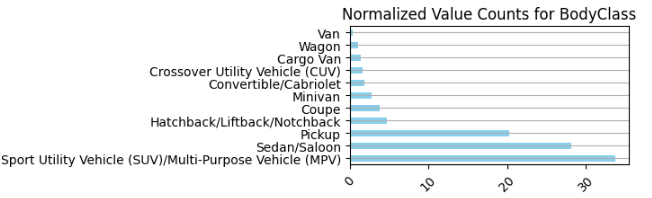 Normalized Value Counts for BodyClass
Van
Wagon
Cargo Van
Crossover Utility Vehicle (CUV)
Convertible/Cabriolet
Minivan
Coupe
Hatchback/Liftback/Notchback
Pickup
Sedan/Saloon
Sport Utility Vehicle (SUV)/Multi-Purpose Vehicle (MPV)
0 10 20 30